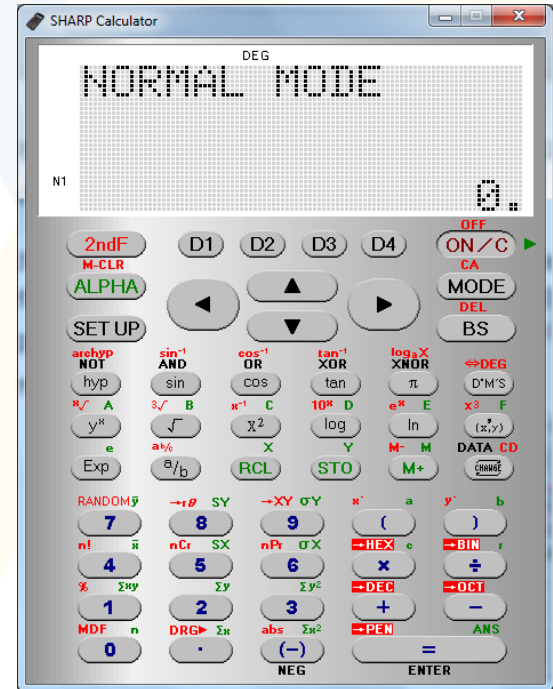 SHARP Calculator
DEG
NORMAL MODE
N1
0.
OFF
2ndF D1 D2 D3 D4 ON/C
M-CLR CA
ALPHA MODE
DEL
SET UP BS
archyp sin⁻¹ cos⁻¹ tan⁻¹ logₐX
NOT AND OR XOR XNOR ⇔DEG
hyp sin cos tan π D°M'S
ˣ√ A ³√ B x⁻¹ C 10ˣ D eˣ E x³ F
yˣ √ X² log ln (x,y)
e aᵇ/c X Y M- M DATA CD
Exp a/b RCL STO M+ CHANGE
RANDOM ȳ →rθ SY →XY σY x´ a y´ b
7 8 9 ( )
n! x̄ nCr SX nPr σX →HEX c →BIN r
4 5 6 × ÷
% Σxy Σy Σy² →DEC →OCT
1 2 3 + −
MDF n DRG▶ Σx abs Σx² →PEN ANS
0 · (−) =
NEG ENTER